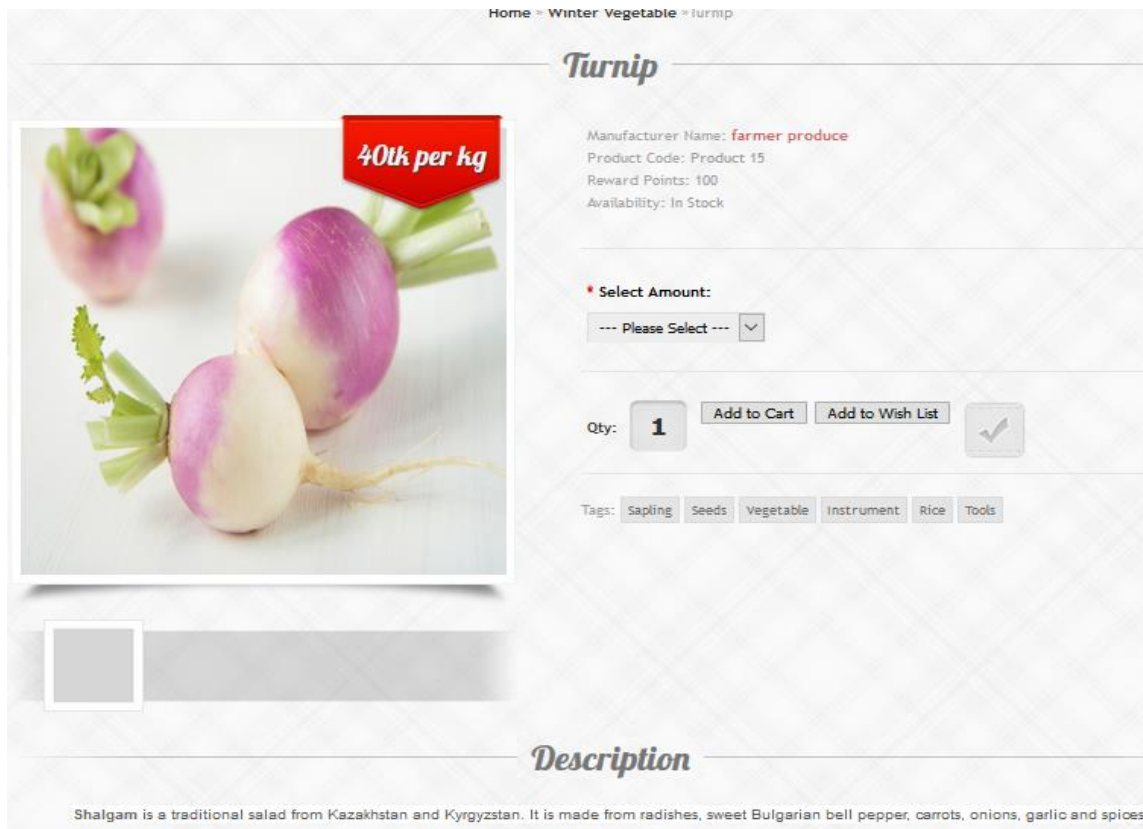 Home » Winter Vegetable » Turnip
Turnip
40tk per kg
Manufacturer Name: farmer produce
Product Code: Product 15
Reward Points: 100
Availability: In Stock
* Select Amount:
--- Please Select ---
Qty: 1 Add to Cart Add to Wish List
Tags: Sapling Seeds Vegetable Instrument Rice Tools
Description
Shalgam is a traditional salad from Kazakhstan and Kyrgyzstan. It is made from radishes, sweet Bulgarian bell pepper, carrots, onions, garlic and spices